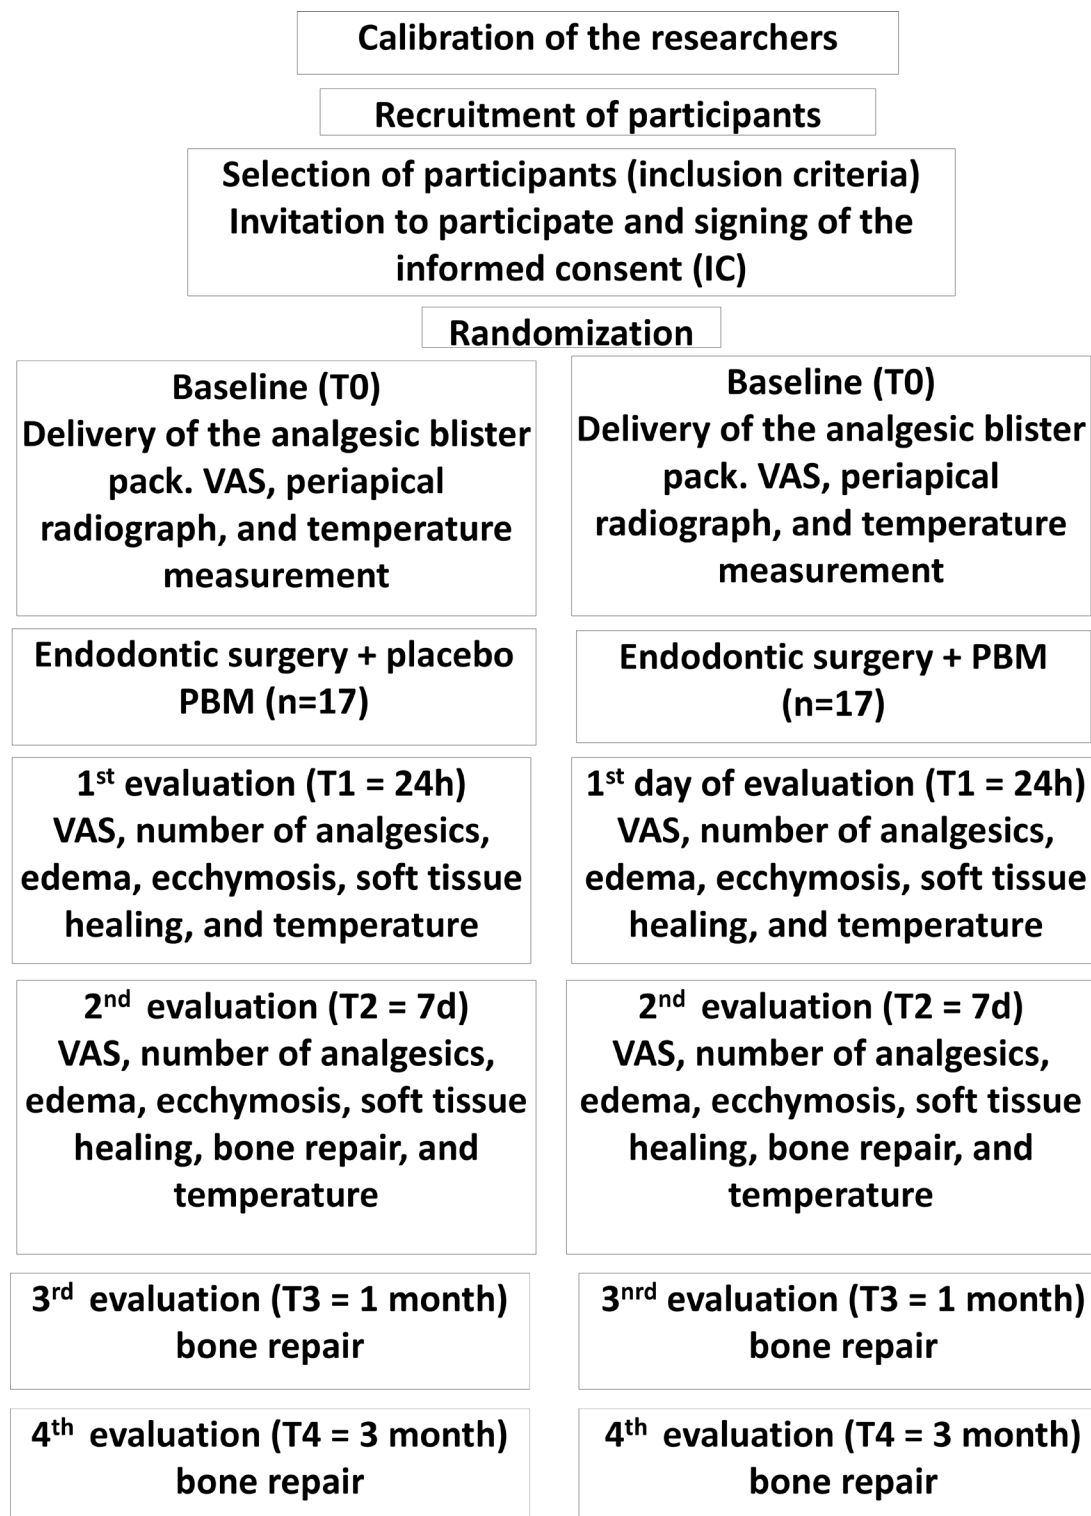 Calibration of the researchers
Recruitment of participants
Selection of participants (inclusion criteria)
Invitation to participate and signing of the
informed consent (IC)
Randomization
Baseline (T0)
Delivery of the analgesic blister
pack. VAS, periapical
radiograph, and temperature
measurement
Baseline (T0)
Delivery of the analgesic blister
pack. VAS, periapical
radiograph, and temperature
measurement
Endodontic surgery + placebo
PBM (n=17)
Endodontic surgery + PBM
(n=17)
1st evaluation (T1 = 24h)
VAS, number of analgesics,
edema, ecchymosis, soft tissue
healing, and temperature
1st day of evaluation (T1 = 24h)
VAS, number of analgesics,
edema, ecchymosis, soft tissue
healing, and temperature
2nd evaluation (T2 = 7d)
VAS, number of analgesics,
edema, ecchymosis, soft tissue
healing, bone repair, and
temperature
2nd evaluation (T2 = 7d)
VAS, number of analgesics,
edema, ecchymosis, soft tissue
healing, bone repair, and
temperature
3rd evaluation (T3 = 1 month)
bone repair
3nrd evaluation (T3 = 1 month)
bone repair
4th evaluation (T4 = 3 month)
bone repair
4th evaluation (T4 = 3 month)
bone repair